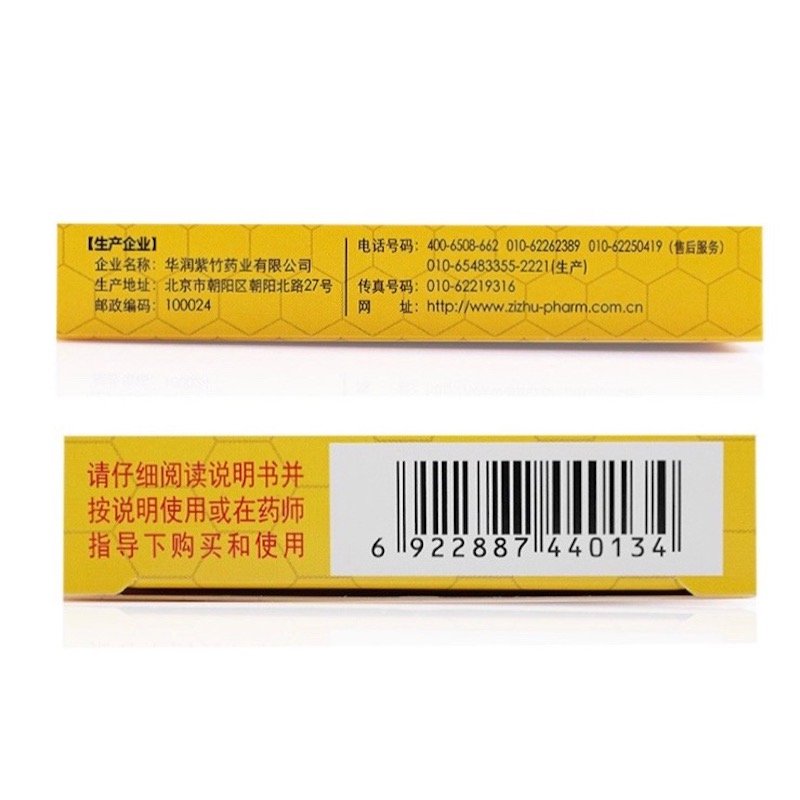 【生产企业】
企业名称：华润紫竹药业有限公司
生产地址：北京市朝阳区朝阳北路27号
邮政编码：100024
电话号码：400-6508-662 010-62262389 010-62250419（售后服务）
010-65483355-2221(生产)
传真号码：010-62219316
网 址：http://www.zizhu-pharm.com.cn
请仔细阅读说明书并
按说明使用或在药师
指导下购买和使用
6 922887 440134